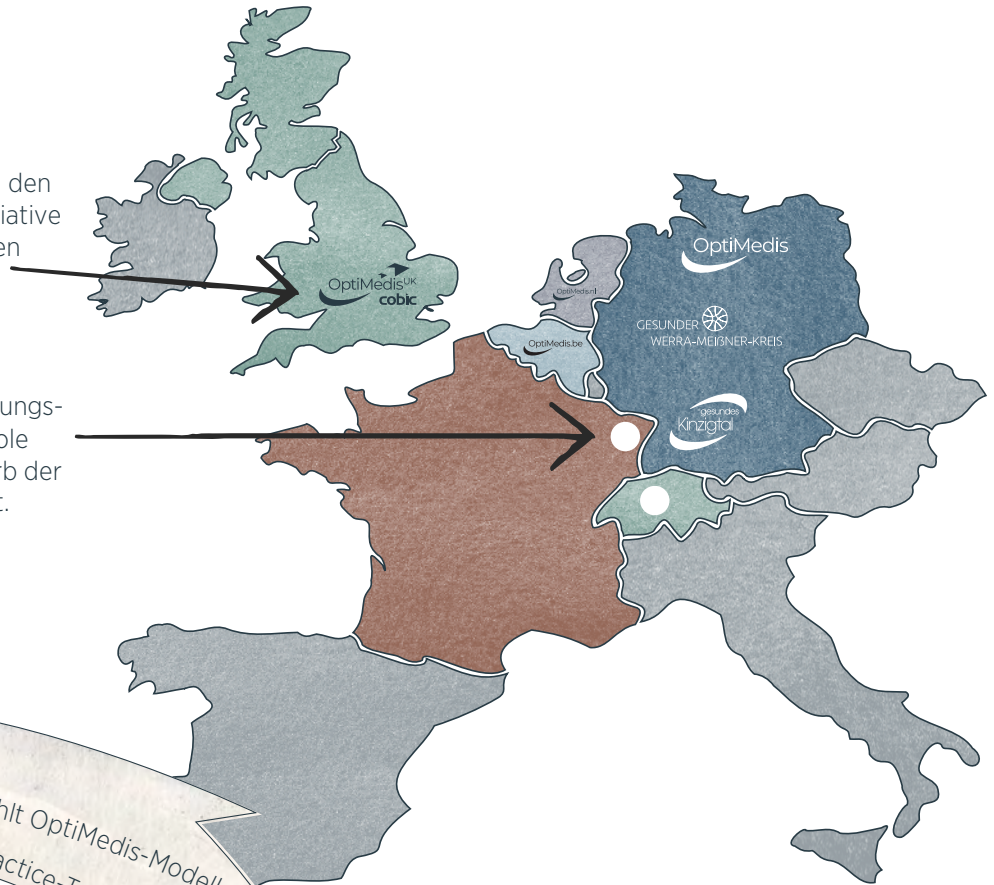 den
iative
en
ungs-
ole
rb der
t.
OptiMedis UK
cobic
OptiMedis.nl
OptiMedis.be
OptiMedis
GESUNDER
WERRA-MEIẞNER-KREIS
gesundes
Kinzigtal
hlt OptiMedis-Modell
actice-T